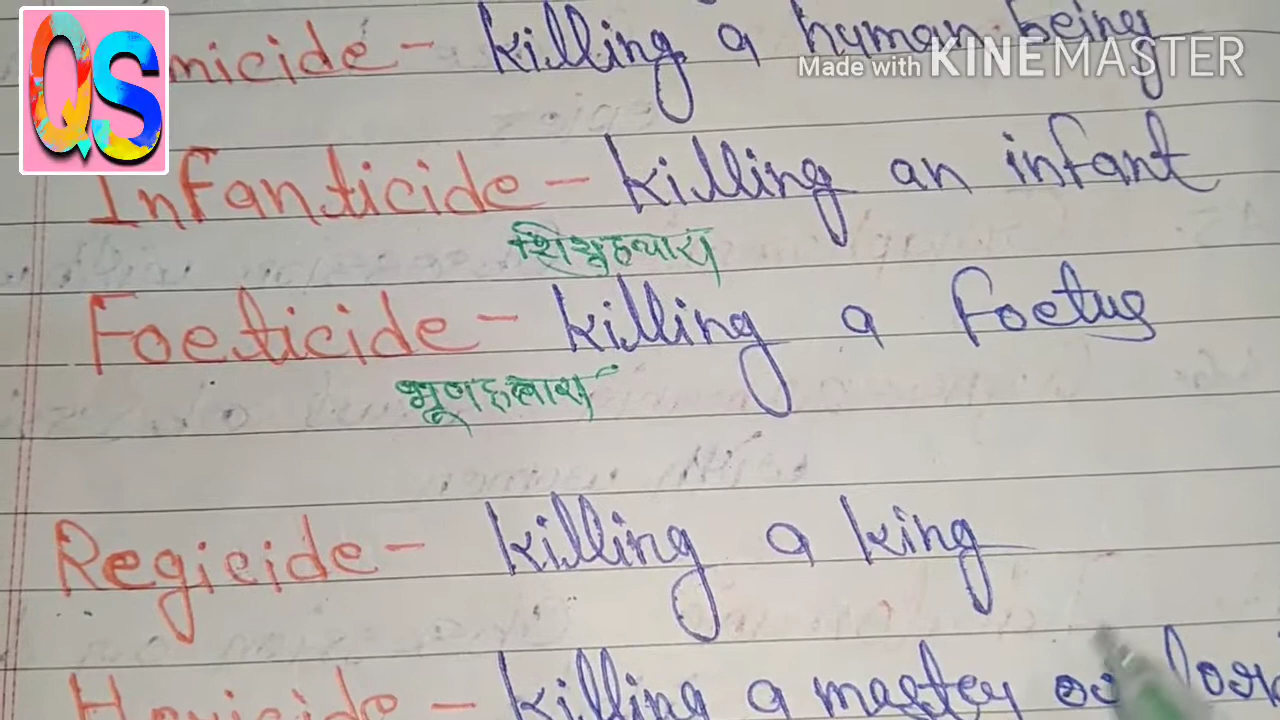 QS
micide - killing a human being
Made with KINEMASTER
Infanticide - killing an infant
शिशुहत्यारा
Foeticide - killing a foetus
भ्रूणहत्यारा
Regicide - killing a king
killing a master or